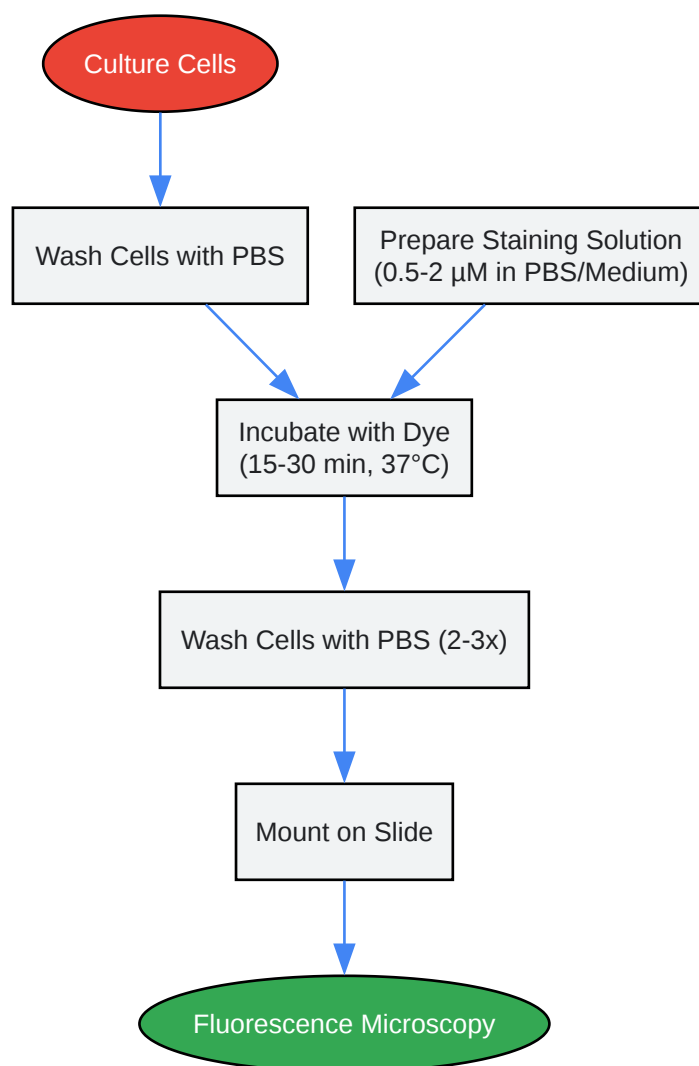 Culture Cells
Wash Cells with PBS
Prepare Staining Solution
(0.5-2 µM in PBS/Medium)
Incubate with Dye
(15-30 min, 37°C)
Wash Cells with PBS (2-3x)
Mount on Slide
Fluorescence Microscopy